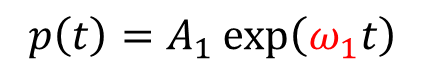 p(t) = A₁ exp(ω₁t)